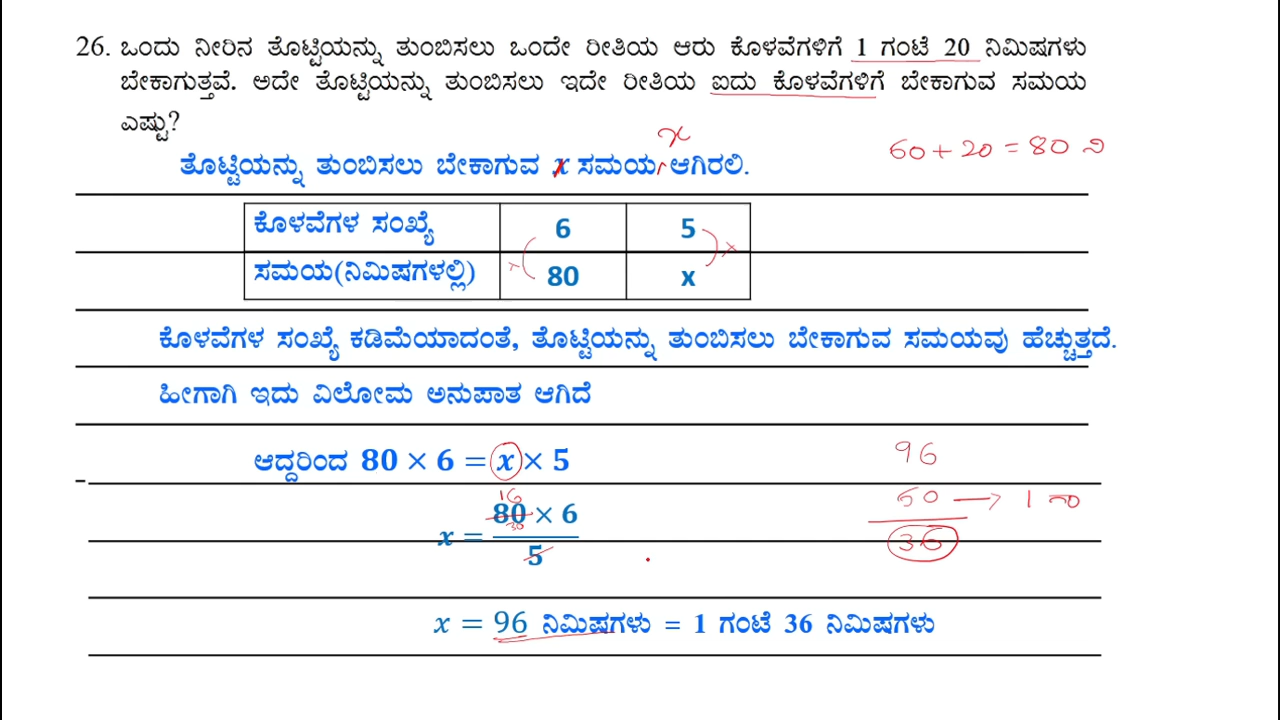 26. ಒಂದು ನೀರಿನ ತೊಟ್ಟಿಯನ್ನು ತುಂಬಿಸಲು ಒಂದೇ ರೀತಿಯ ಆರು ಕೊಳವೆಗಳಿಗೆ 1 ಗಂಟೆ 20 ನಿಮಿಷಗಳು
ಬೇಕಾಗುತ್ತವೆ. ಅದೇ ತೊಟ್ಟಿಯನ್ನು ತುಂಬಿಸಲು ಇದೇ ರೀತಿಯ ಐದು ಕೊಳವೆಗಳಿಗೆ ಬೇಕಾಗುವ ಸಮಯ
ಎಷ್ಟು?
x
60 + 20 = 80 ನಿ
ತೊಟ್ಟಿಯನ್ನು ತುಂಬಿಸಲು ಬೇಕಾಗುವ x ಸಮಯ ಆಗಿರಲಿ.
ಕೊಳವೆಗಳ ಸಂಖ್ಯೆ 6 5
ಸಮಯ(ನಿಮಿಷಗಳಲ್ಲಿ) 80 x
ಕೊಳವೆಗಳ ಸಂಖ್ಯೆ ಕಡಿಮೆಯಾದಂತೆ, ತೊಟ್ಟಿಯನ್ನು ತುಂಬಿಸಲು ಬೇಕಾಗುವ ಸಮಯವು ಹೆಚ್ಚುತ್ತದೆ.
ಹೀಗಾಗಿ ಇದು ವಿಲೋಮ ಅನುಪಾತ ಆಗಿದೆ
ಆದ್ದರಿಂದ 80 × 6 = x × 5
96
16
x = 80 × 6
30
5
60 → 1
36
x = 96 ನಿಮಿಷಗಳು = 1 ಗಂಟೆ 36 ನಿಮಿಷಗಳು